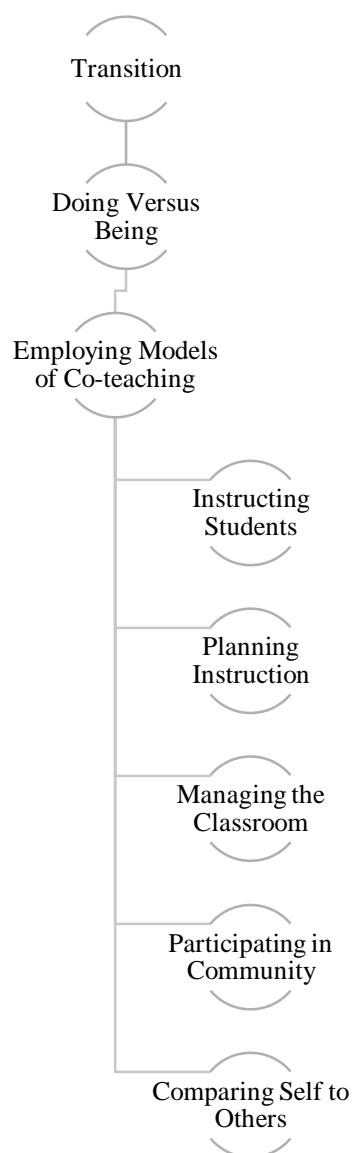 Transition
Doing Versus
Being
Employing Models
of Co-teaching
Instructing
Students
Planning
Instruction
Managing the
Classroom
Participating in
Community
Comparing Self to
Others